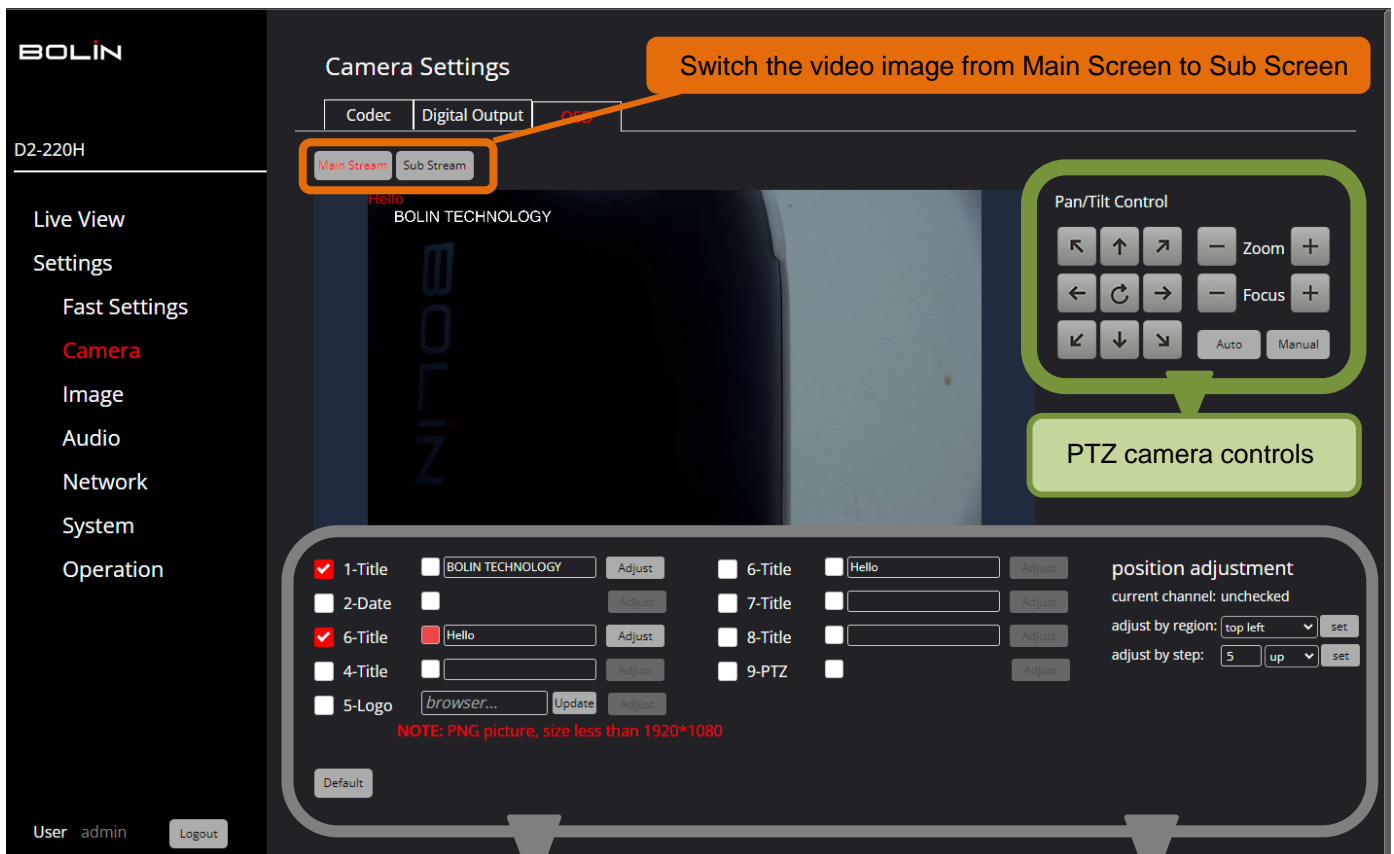 BOLIN
D2-220H
Live View
Settings
Fast Settings
Camera
Image
Audio
Network
System
Operation
User admin Logout
Camera Settings
Switch the video image from Main Screen to Sub Screen
Codec Digital Output OSD
Main Stream Sub Stream
Hello
BOLIN TECHNOLOGY
BOLIN
Pan/Tilt Control
Zoom
Focus
Auto Manual
PTZ camera controls
1-Title BOLIN TECHNOLOGY Adjust
2-Date Adjust
6-Title Hello Adjust
4-Title Adjust
5-Logo browser... Update Adjust
NOTE: PNG picture, size less than 1920*1080
6-Title Hello Adjust
7-Title Adjust
8-Title Adjust
9-PTZ Adjust
position adjustment
current channel: unchecked
adjust by region: top left set
adjust by step: 5 up set
Default